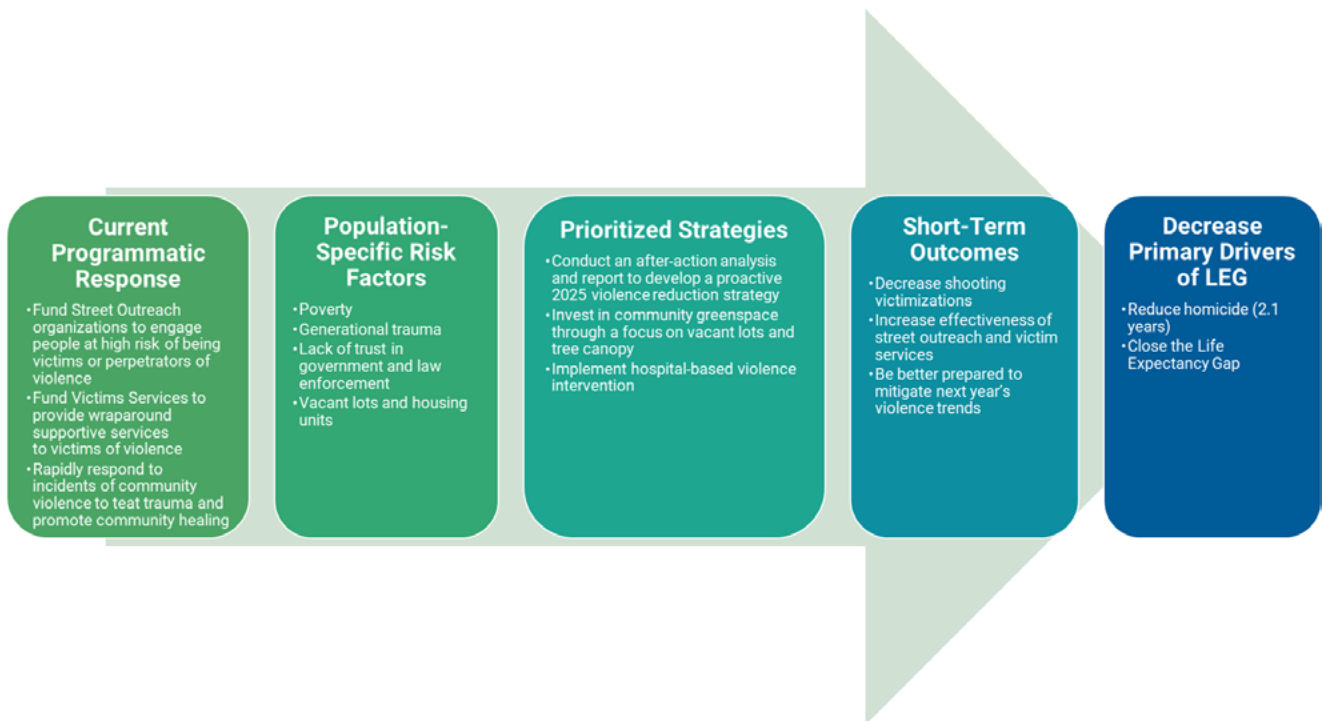 Current
Programmatic
Response
•Fund Street Outreach
organizations to engage
people at high risk of being
victims or perpetrators of
violence
•Fund Victims Services to
provide wraparound
supportive services
to victims of violence
•Rapidly respond to
incidents of community
violence to teat trauma and
promote community healing
Population-
Specific Risk
Factors
•Poverty
•Generational trauma
•Lack of trust in
government and law
enforcement
•Vacant lots and housing
units
Prioritized Strategies
•Conduct an after-action analysis
and report to develop a proactive
2025 violence reduction strategy
•Invest in community greenspace
through a focus on vacant lots and
tree canopy
•Implement hospital-based violence
intervention
Short-Term
Outcomes
•Decrease shooting
victimizations
•Increase effectiveness of
street outreach and victim
services
•Be better prepared to
mitigate next year's
violence trends
Decrease
Primary Drivers
of LEG
•Reduce homicide (2.1
years)
•Close the Life
Expectancy Gap